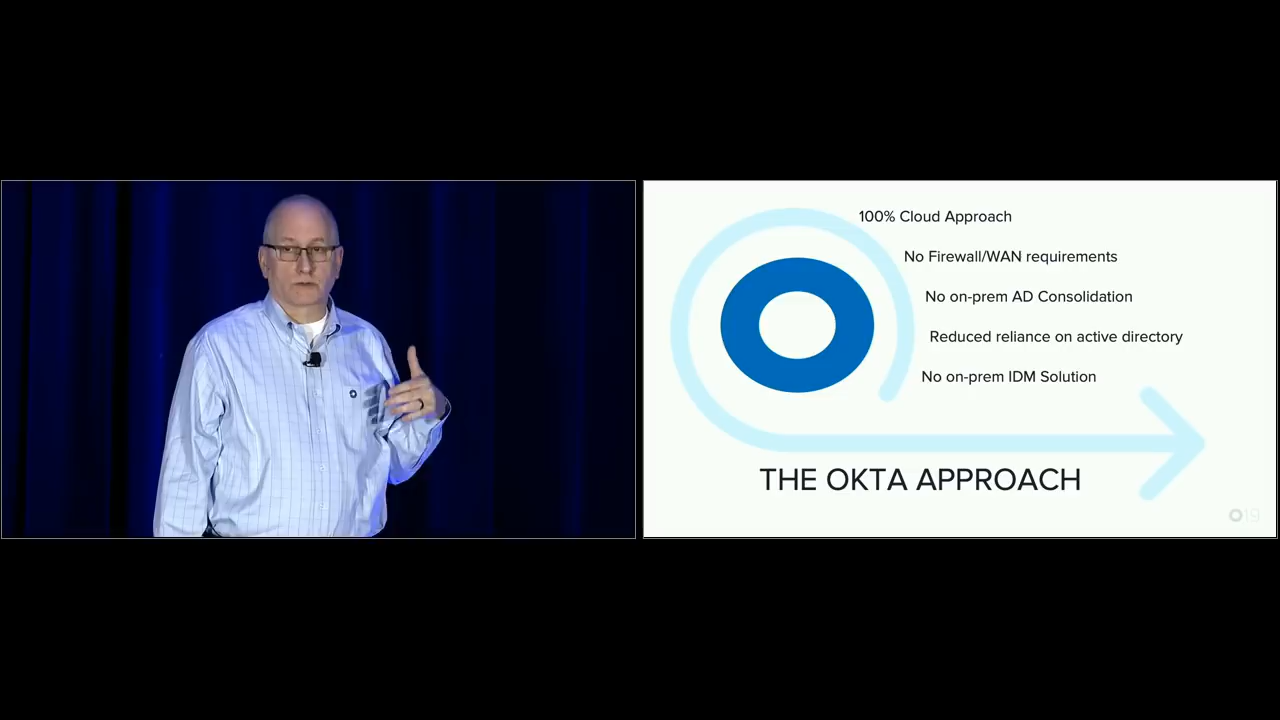 100% Cloud Approach
No Firewall/WAN requirements
No on-prem AD Consolidation
Reduced reliance on active directory
No on-prem IDM Solution
THE OKTA APPROACH
O19